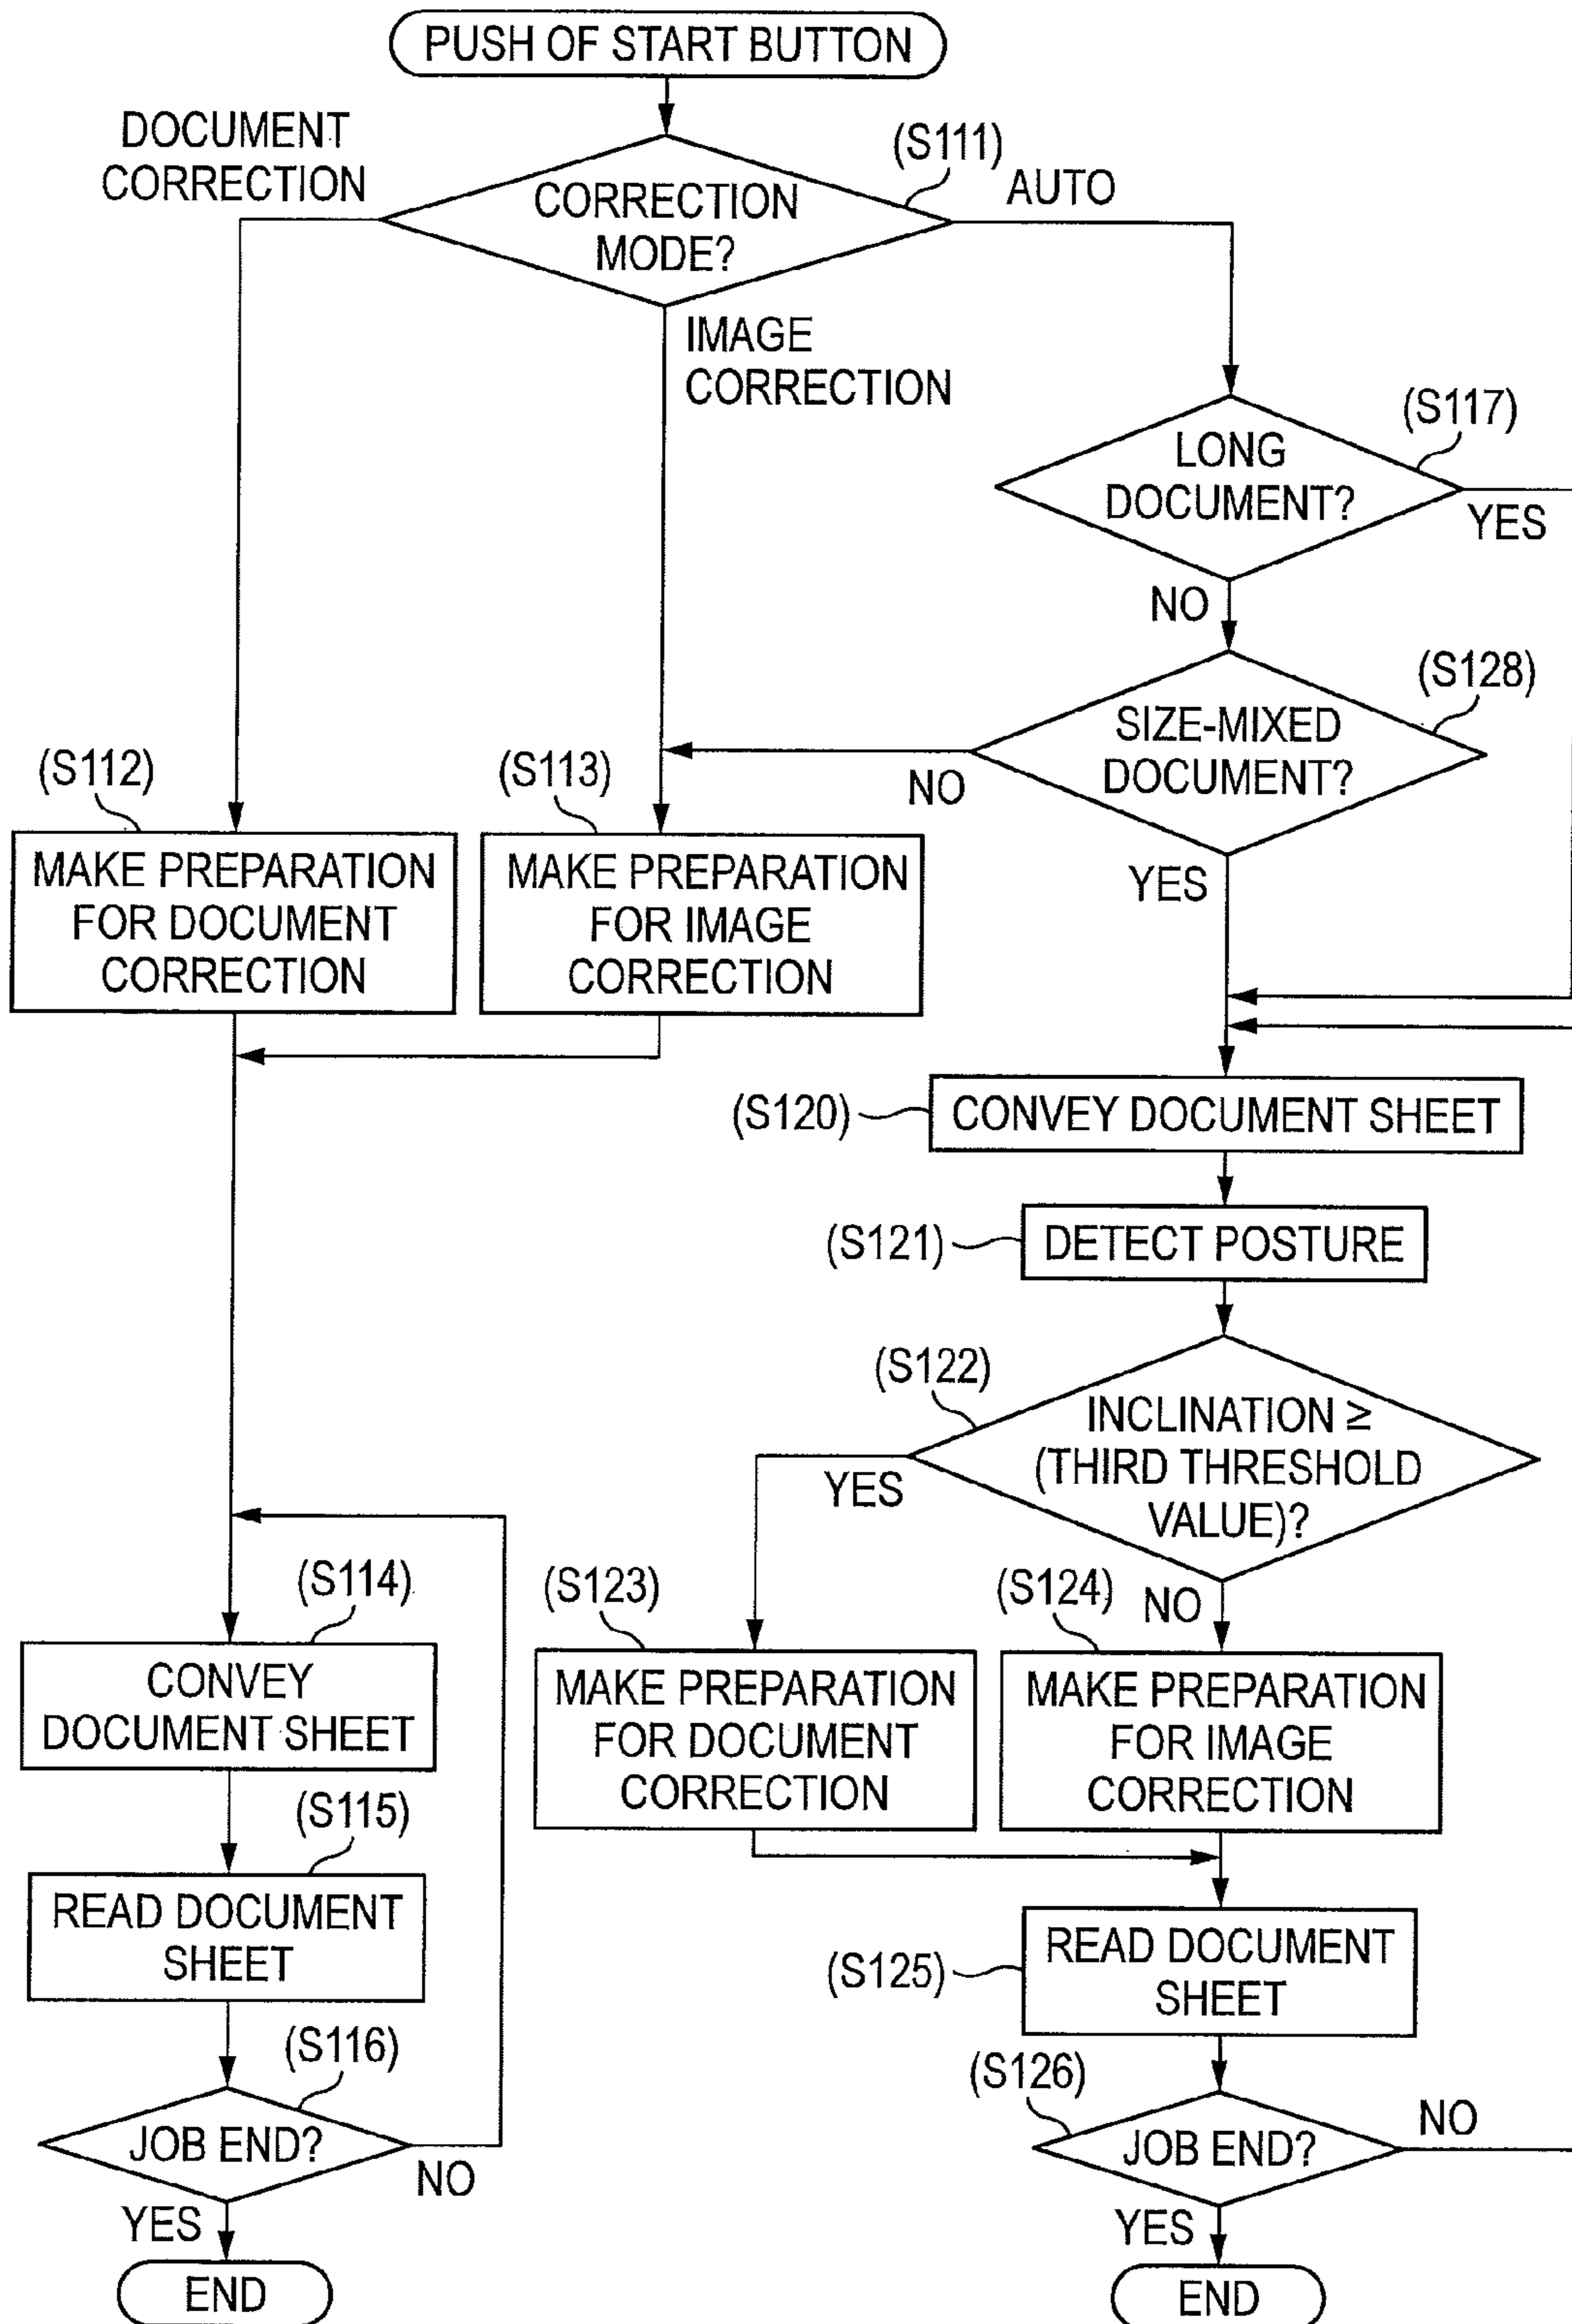 PUSH OF START BUTTON
DOCUMENT
CORRECTION
(S111)
AUTO
CORRECTION
MODE?
IMAGE
CORRECTION
(S117)
LONG
DOCUMENT?
YES
NO
(S128)
SIZE-MIXED
DOCUMENT?
NO
YES
(S112)
MAKE PREPARATION
FOR DOCUMENT
CORRECTION
(S113)
MAKE PREPARATION
FOR IMAGE
CORRECTION
(S120)
CONVEY DOCUMENT SHEET
(S121)
DETECT POSTURE
(S122)
INCLINATION ≥
(THIRD THRESHOLD
VALUE)?
YES
NO
(S114)
CONVEY
DOCUMENT SHEET
(S123)
MAKE PREPARATION
FOR DOCUMENT
CORRECTION
(S124)
MAKE PREPARATION
FOR IMAGE
CORRECTION
(S115)
READ DOCUMENT
SHEET
(S125)
READ DOCUMENT
SHEET
(S116)
JOB END?
NO
YES
END
(S126)
JOB END?
NO
YES
END